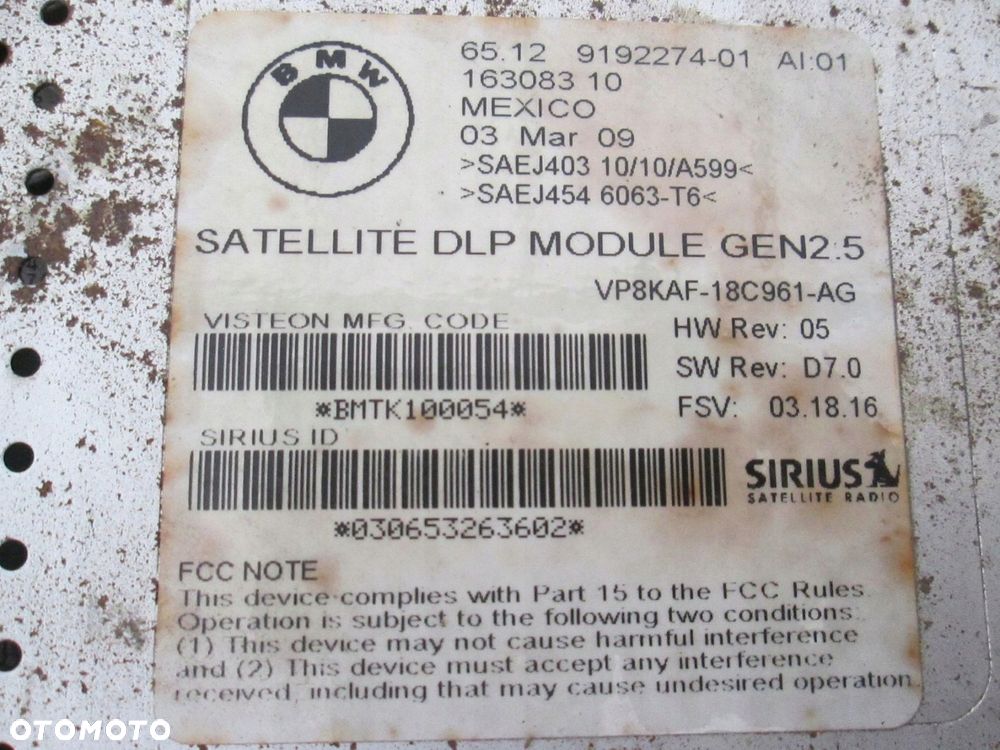 BMW
65.12 9192274-01 AI:01
163083 10
MEXICO
03 Mar 09
>SAEJ403 10/10/A599<
>SAEJ454 6063-T6<
SATELLITE DLP MODULE GEN2.5
VP8KAF-18C961-AG
VISTEON MFG. CODE
HW Rev: 05
SW Rev: D7.0
*BMTK100054*
FSV: 03.18.16
SIRIUS ID
SIRIUS
SATELLITE RADIO
*030653263602*
FCC NOTE
This device complies with Part 15 to the FCC Rules.
Operation is subject to the following two conditions:
(1) This device may not cause harmful interference
and (2) This device must accept any interference
received, including that may cause undesired operation.
OTOMOTO